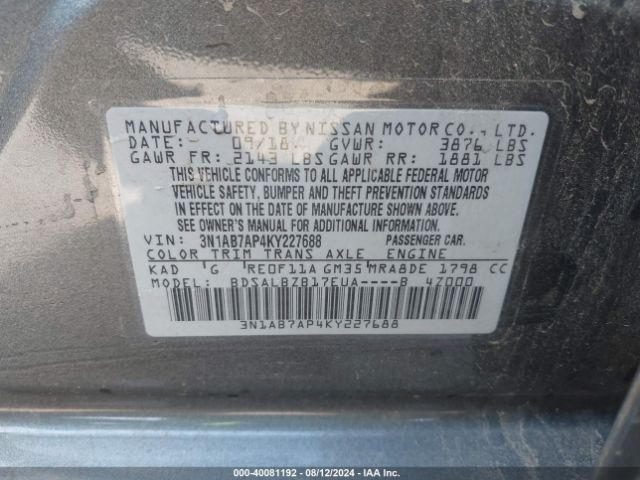 MANUFACTURED BY NISSAN MOTOR CO., LTD.
DATE: 09/18 GVWR: 3876 LBS
GAWR FR: 2143 LBS GAWR RR: 1881 LBS
THIS VEHICLE CONFORMS TO ALL APPLICABLE FEDERAL MOTOR
VEHICLE SAFETY, BUMPER AND THEFT PREVENTION STANDARDS
IN EFFECT ON THE DATE OF MANUFACTURE SHOWN ABOVE.
SEE OWNER'S MANUAL FOR ADDITIONAL INFORMATION.
VIN: 3N1AB7AP4KY227688 PASSENGER CAR.
COLOR TRIM TRANS AXLE ENGINE
KAD G RE0F11A GM35 MRA8DE 1798 CC
MODEL: BDSALBZB17EUA----B 4Z000
3N1AB7AP4KY227688
000-40081192 - 08/12/2024 - IAA Inc.